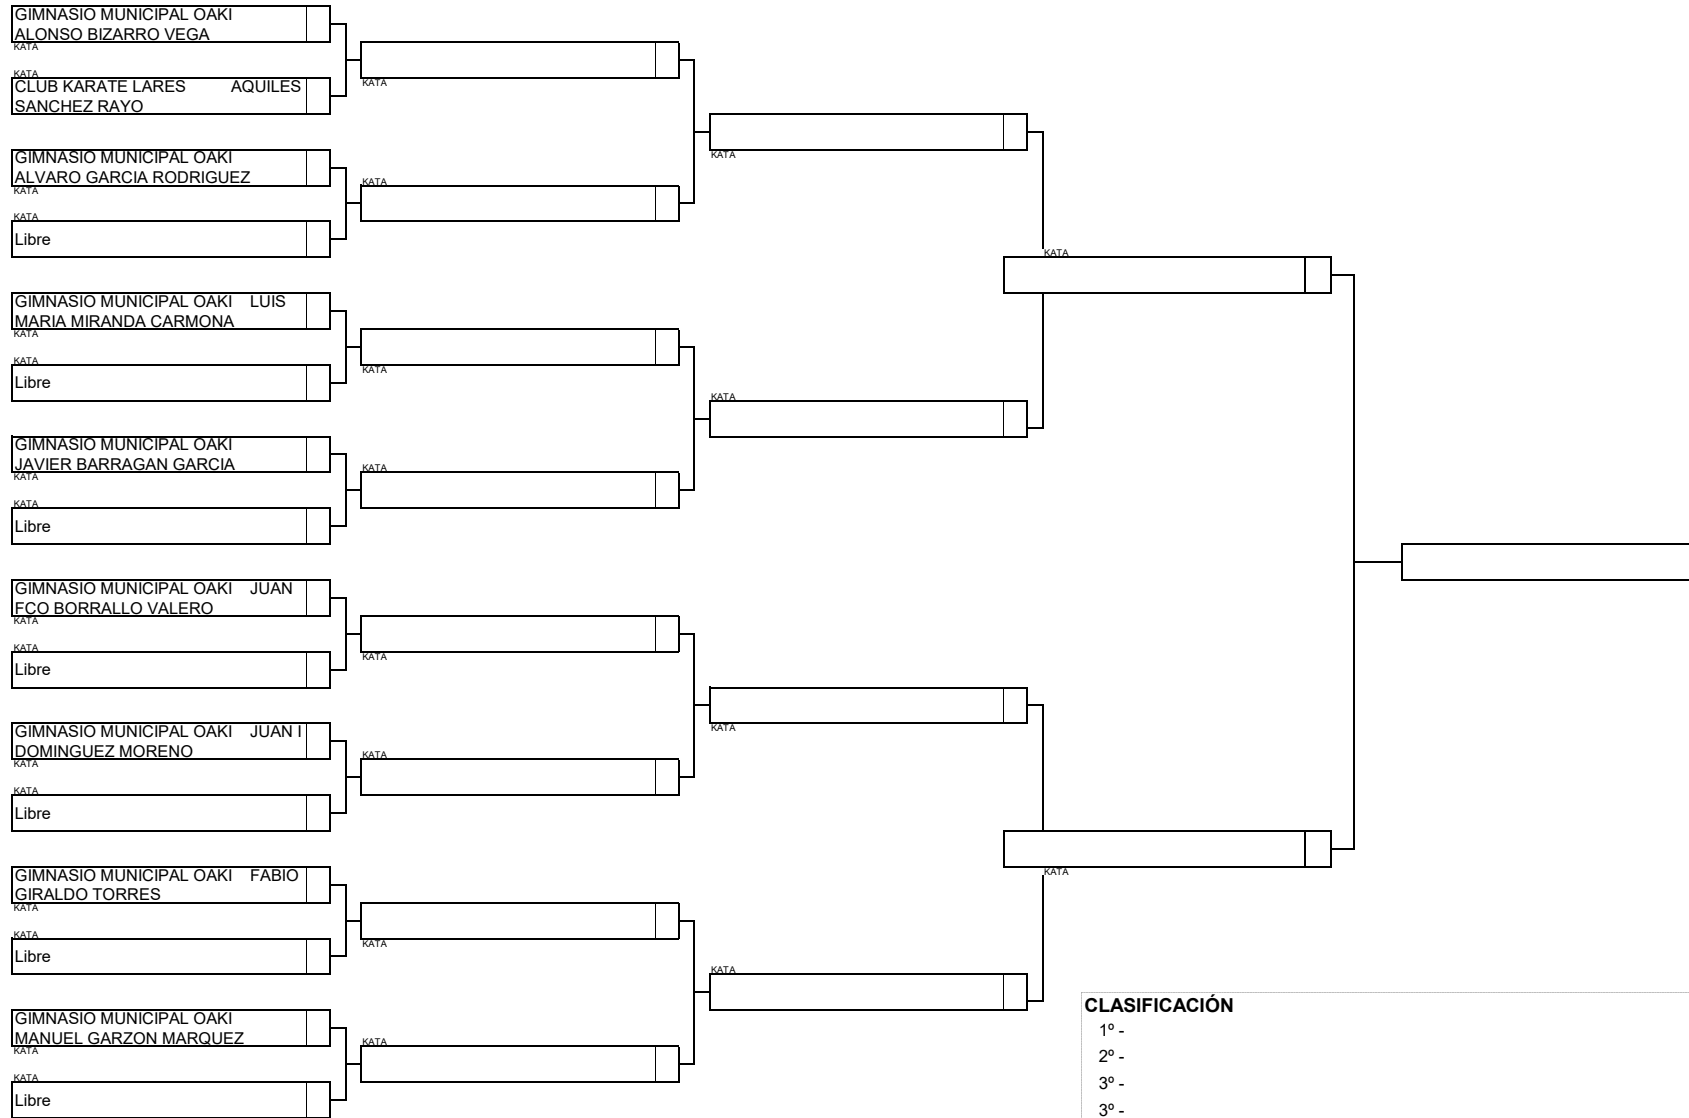 GIMNASIO MUNICIPAL OAKI
ALONSO BIZARRO VEGA
KATA
KATA
CLUB KARATE LARES AQUILES
SANCHEZ RAYO
GIMNASIO MUNICIPAL OAKI
ALVARO GARCIA RODRIGUEZ
KATA
KATA
Libre
GIMNASIO MUNICIPAL OAKI LUIS
MARIA MIRANDA CARMONA
KATA
KATA
Libre
GIMNASIO MUNICIPAL OAKI
JAVIER BARRAGAN GARCIA
KATA
KATA
Libre
GIMNASIO MUNICIPAL OAKI JUAN
FCO BORRALLO VALERO
KATA
KATA
Libre
GIMNASIO MUNICIPAL OAKI JUAN I
DOMINGUEZ MORENO
KATA
KATA
Libre
GIMNASIO MUNICIPAL OAKI FABIO
GIRALDO TORRES
KATA
KATA
Libre
GIMNASIO MUNICIPAL OAKI
MANUEL GARZON MARQUEZ
KATA
KATA
Libre
KATA
KATA
KATA
KATA
KATA
KATA
KATA
KATA
KATA
KATA
KATA
KATA
KATA
KATA
CLASIFICACIÓN
1º -
2º -
3º -
3º -